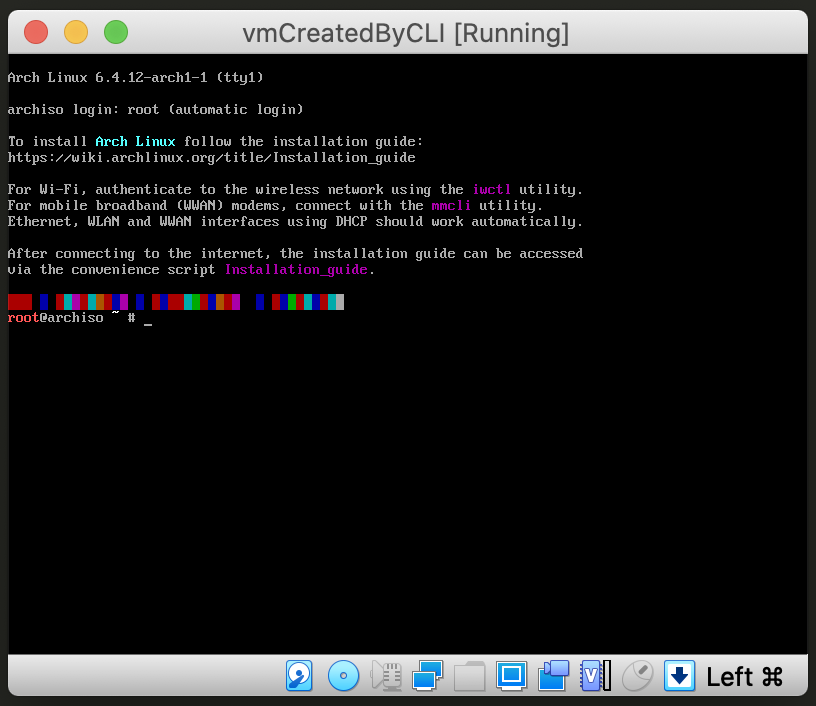 vmCreatedByCLI [Running]
Arch Linux 6.4.12-arch1-1 (tty1)
archiso login: root (automatic login)
To install Arch Linux follow the installation guide:
https://wiki.archlinux.org/title/Installation_guide
For Wi-Fi, authenticate to the wireless network using the iwctl utility.
For mobile broadband (WWAN) modems, connect with the mmcli utility.
Ethernet, WLAN and WWAN interfaces using DHCP should work automatically.
After connecting to the internet, the installation guide can be accessed
via the convenience script Installation_guide.
root@archiso ~ # _
V
Left ⌘